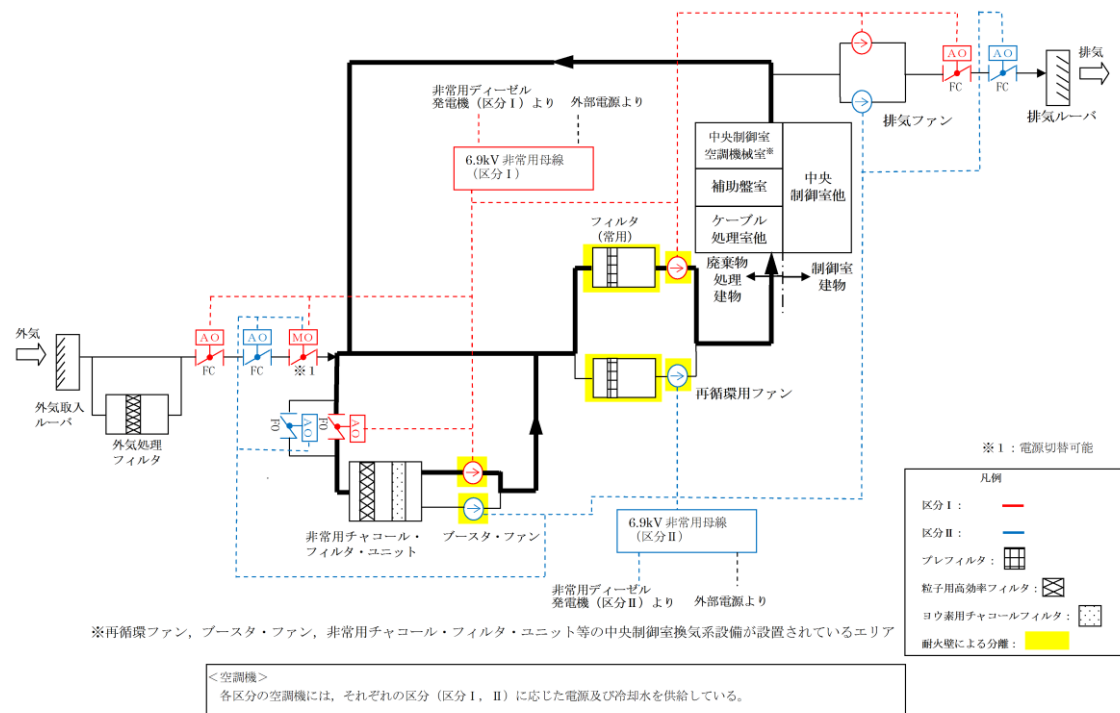 非常用ディーゼル
発電機（区分Ⅰ）より
外部電源より
6.9kV 非常用母線
（区分Ⅰ）
AO
FC
AO
FC
排気
排気ファン
排気ルーバ
中央制御室
空調機械室※
補助盤室
ケーブル
処理室他
中央
制御室他
フィルタ
（常用）
廃棄物
処理
建物
制御室
建物
外気
AO
FC
AO
FC
MO
※1
外気取入
ルーバ
外気処理
フィルタ
FO
AO
FO
AO
再循環用ファン
非常用チャコール・
フィルタ・ユニット
ブースタ・ファン
6.9kV 非常用母線
（区分Ⅱ）
非常用ディーゼル
発電機（区分Ⅱ）より
外部電源より
※1：電源切替可能
凡例
区分Ⅰ：
区分Ⅱ：
プレフィルタ：
粒子用高効率フィルタ：
ヨウ素用チャコールフィルタ：
耐火壁による分離：
※再循環ファン，ブースタ・ファン，非常用チャコール・フィルタ・ユニット等の中央制御室換気系設備が設置されているエリア
＜空調機＞
各区分の空調機には，それぞれの区分（区分Ⅰ，Ⅱ）に応じた電源及び冷却水を供給している。